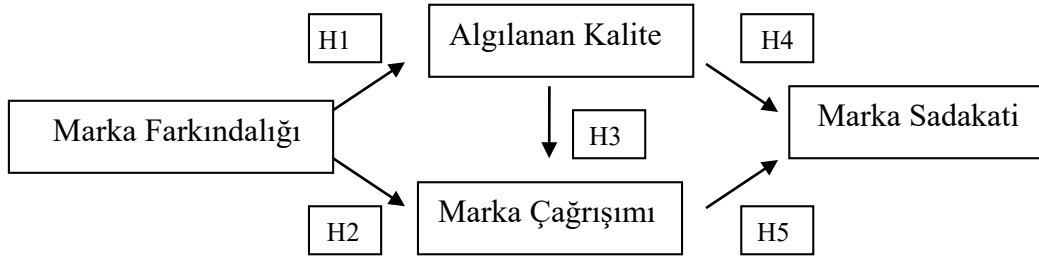 H1
Algılanan Kalite
H4
Marka Farkındalığı
H3
Marka Sadakati
H2
Marka Çağrışımı
H5